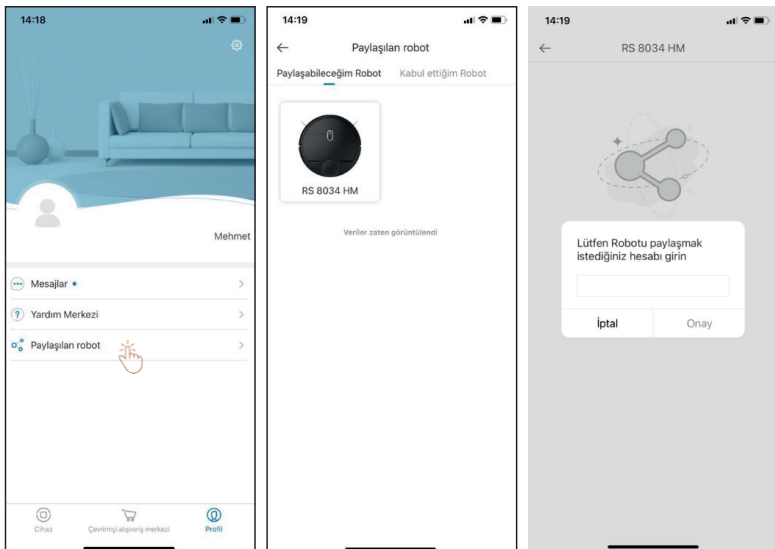 14:18
Mehmet
Mesajlar
Yardım Merkezi
Paylaşılan robot
Cihaz
Çevrimiçi alışveriş merkezi
Profil
14:19
Paylaşılan robot
Paylaşabileceğim Robot
Kabul ettiğim Robot
RS 8034 HM
Veriler zaten görüntülendi
14:19
RS 8034 HM
Lütfen Robotu paylaşmak
istediğiniz hesabı girin
İptal
Onay